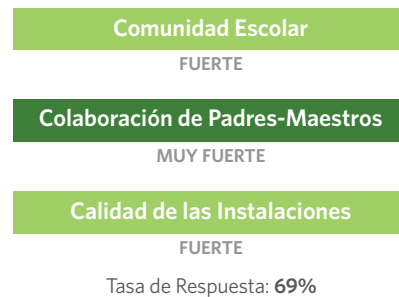 Comunidad Escolar
FUERTE
Colaboración de Padres-Maestros
MUY FUERTE
Calidad de las Instalaciones
FUERTE
Tasa de Respuesta: 69%